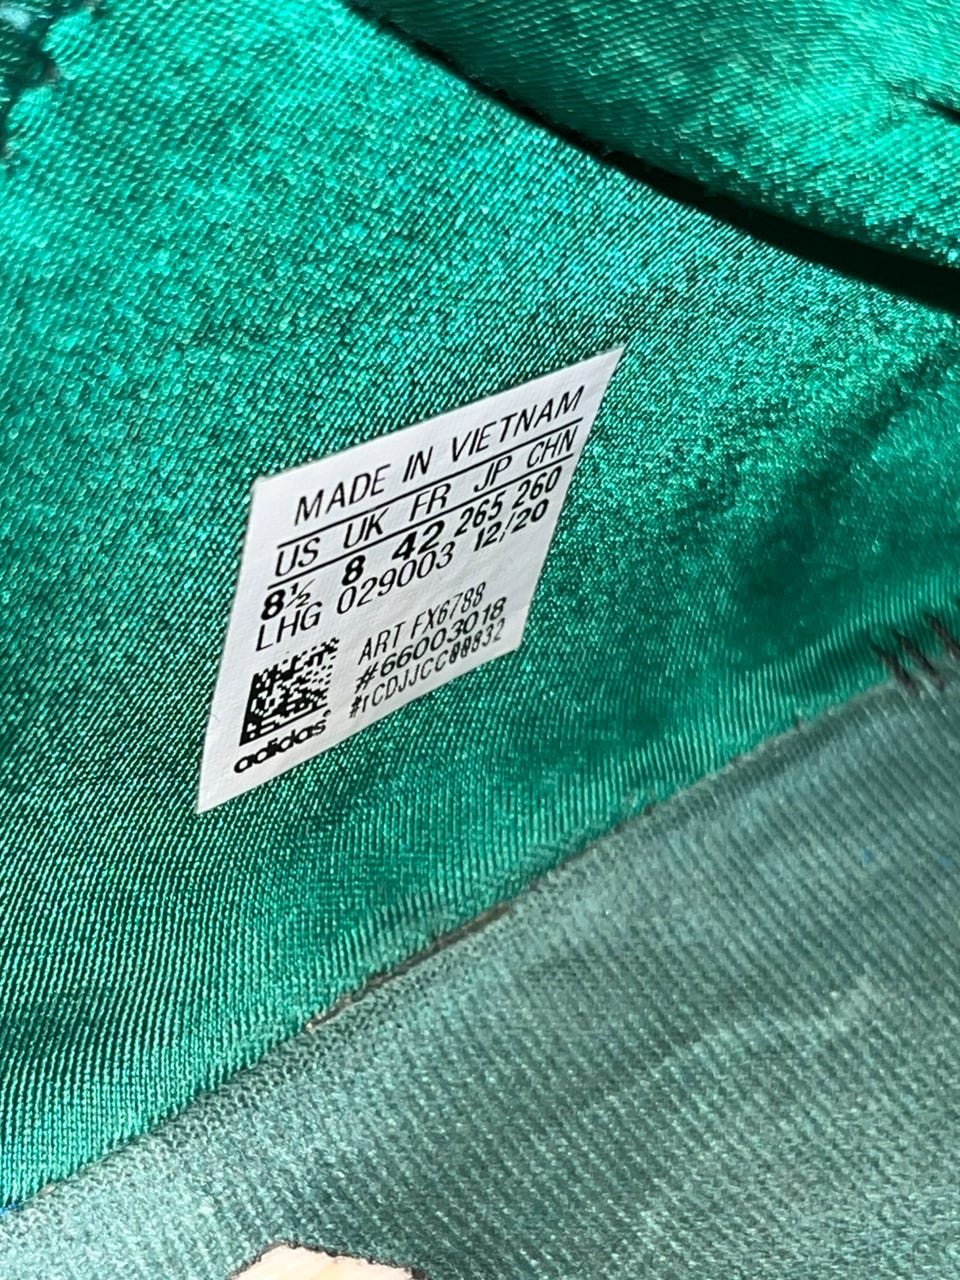 MADE IN VIETNAM
US UK FR JP CHN
8½ 8 42 265 260
LHG 029003 12/20
ART FX6788
#66003018
#rCDJJCC00832
adidas